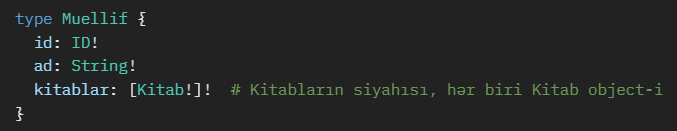 type Muellif {
  id: ID!
  ad: String!
  kitablar: [Kitab!]!  # Kitabların siyahısı, hər biri Kitab object-i
}